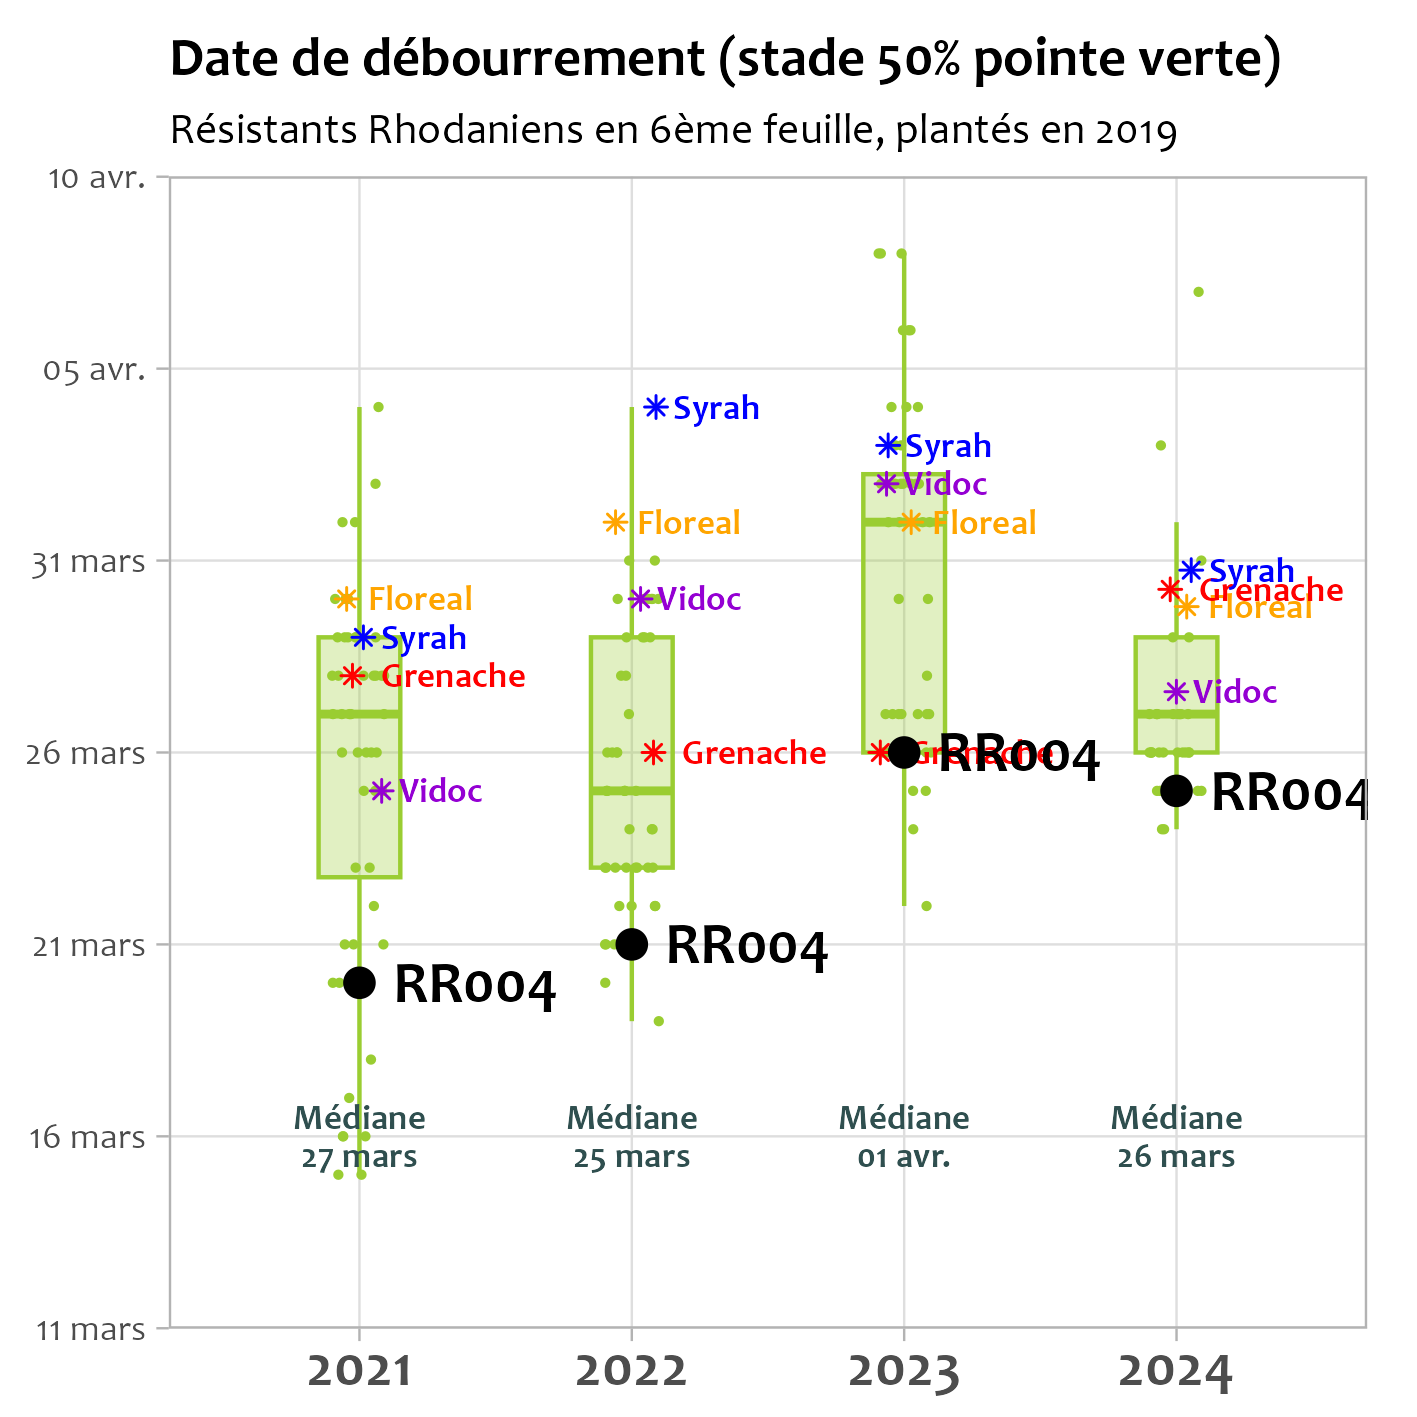 Date de débourrement (stade 50% pointe verte)
Résistants Rhodaniens en 6ème feuille, plantés en 2019
10 avr.
05 avr.
31 mars
26 mars
21 mars
16 mars
11 mars
Floreal
Syrah
Grenache
Vidoc
RR004
Médiane
27 mars
Syrah
Floreal
Vidoc
Grenache
RR004
Médiane
25 mars
Syrah
Vidoc
Floreal
Grenache
RR004
Médiane
01 avr.
Syrah
Grenache
Floreal
Vidoc
RR004
Médiane
26 mars
2021
2022
2023
2024